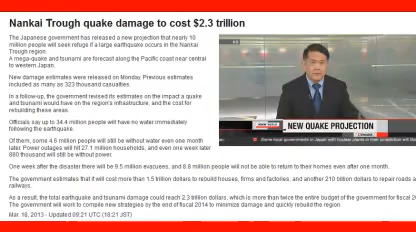 Nankai Trough quake damage to cost $2.3 trillion
The Japanese government has released a new projection that nearly 10
million people will seek refuge if a large earthquake occurs in the Nankai
Trough region.
A mega-quake and tsunami are forecast along the Pacific coast near central
to western Japan.
New damage estimates were released on Monday. Previous estimates
included as many as 323 thousand casualties.
In a follow-up, the government revised its estimates on the impact a quake
and tsunami would have on the region's infrastructure, and the cost for
rebuilding these areas.
Officials say up to 34.4 million people will have no water immediately
following the earthquake.
Of them, some 4.6 million people will still be without water even one month
later. Power outages will hit 27.1 million households, and even one week later
880 thousand will still be without power.
One week after the disaster there will be 9.5 million evacuees, and 8.8 million people will not be able to return to their homes even after one month.
The government estimates that it will cost more than 1.5 trillion dollars to rebuild houses, firms and factories, and another 210 billion dollars to repair roads a
railways.
As a result, the total earthquake and tsunami damage could reach 2.3 trillion dollars, which is more than twice the entire budget of the government for fiscal 20
The government will work to compile new strategies by the end of fiscal 2014 to minimize damage and quickly rebuild the region.
Mar. 18, 2013 - Updated 09:21 UTC (18:21 JST)
NEW QUAKE PROJECTION